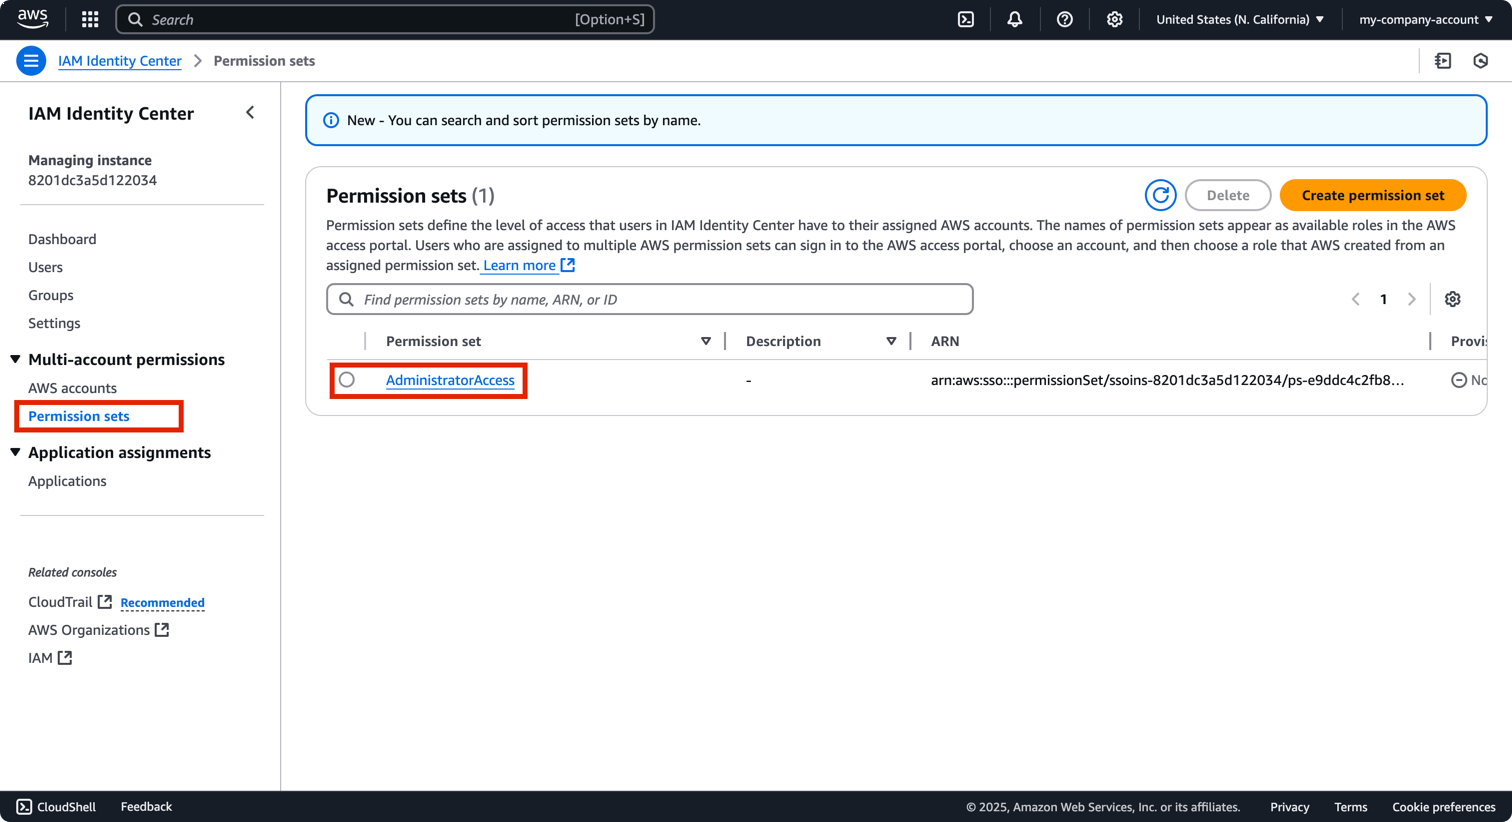 aws
Search
[Option+S]
United States (N. California)
my-company-account
IAM Identity Center
Permission sets
IAM Identity Center
Managing instance
8201dc3a5d122034
Dashboard
Users
Groups
Settings
Multi-account permissions
AWS accounts
Permission sets
Application assignments
Applications
Related consoles
CloudTrail Recommended
AWS Organizations
IAM
New - You can search and sort permission sets by name.
Permission sets (1)
Delete
Create permission set
Permission sets define the level of access that users in IAM Identity Center have to their assigned AWS accounts. The names of permission sets appear as available roles in the AWS
access portal. Users who are assigned to multiple AWS permission sets can sign in to the AWS access portal, choose an account, and then choose a role that AWS created from an
assigned permission set. Learn more
Find permission sets by name, ARN, or ID
1
Permission set Description ARN Provi
AdministratorAccess - arn:aws:sso:::permissionSet/ssoins-8201dc3a5d122034/ps-e9ddc4c2fb8... No
CloudShell Feedback
© 2025, Amazon Web Services, Inc. or its affiliates. Privacy Terms Cookie preferences